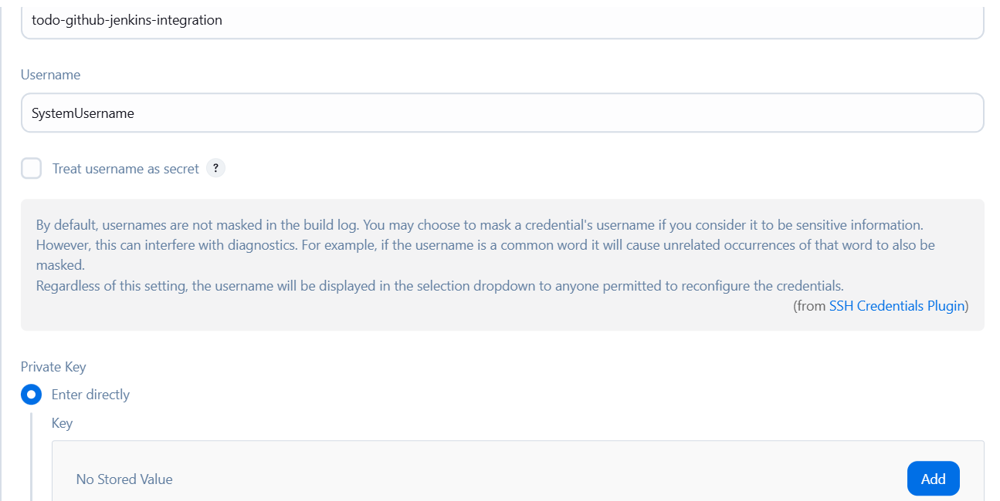 todo-github-jenkins-integration
Username
SystemUsername
Treat username as secret ?
By default, usernames are not masked in the build log. You may choose to mask a credential's username if you consider it to be sensitive information.
However, this can interfere with diagnostics. For example, if the username is a common word it will cause unrelated occurrences of that word to also be
masked.
Regardless of this setting, the username will be displayed in the selection dropdown to anyone permitted to reconfigure the credentials.
(from SSH Credentials Plugin)
Private Key
Enter directly
Key
No Stored Value
Add